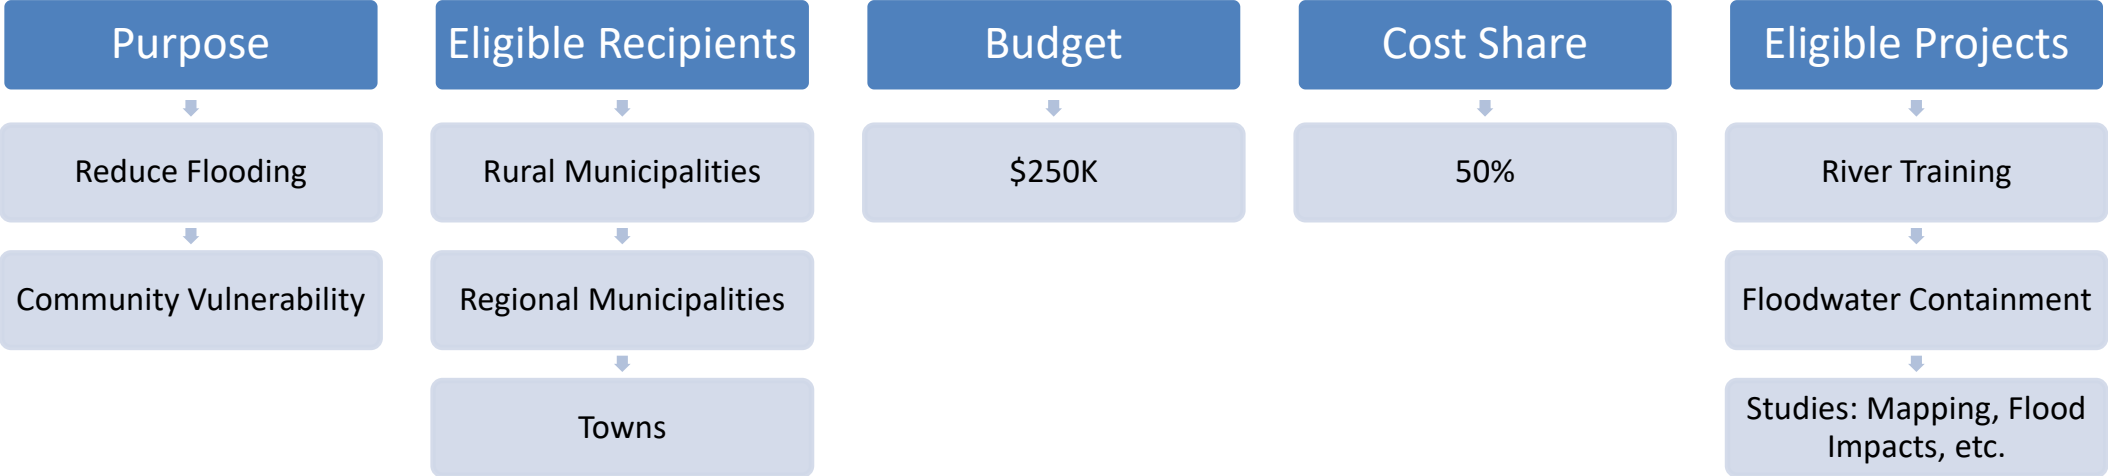 Purpose
Reduce Flooding
Community Vulnerability
Eligible Recipients
Rural Municipalities
Regional Municipalities
Towns
Budget
$250K
Cost Share
50%
Eligible Projects
River Training
Floodwater Containment
Studies: Mapping, Flood
Impacts, etc.